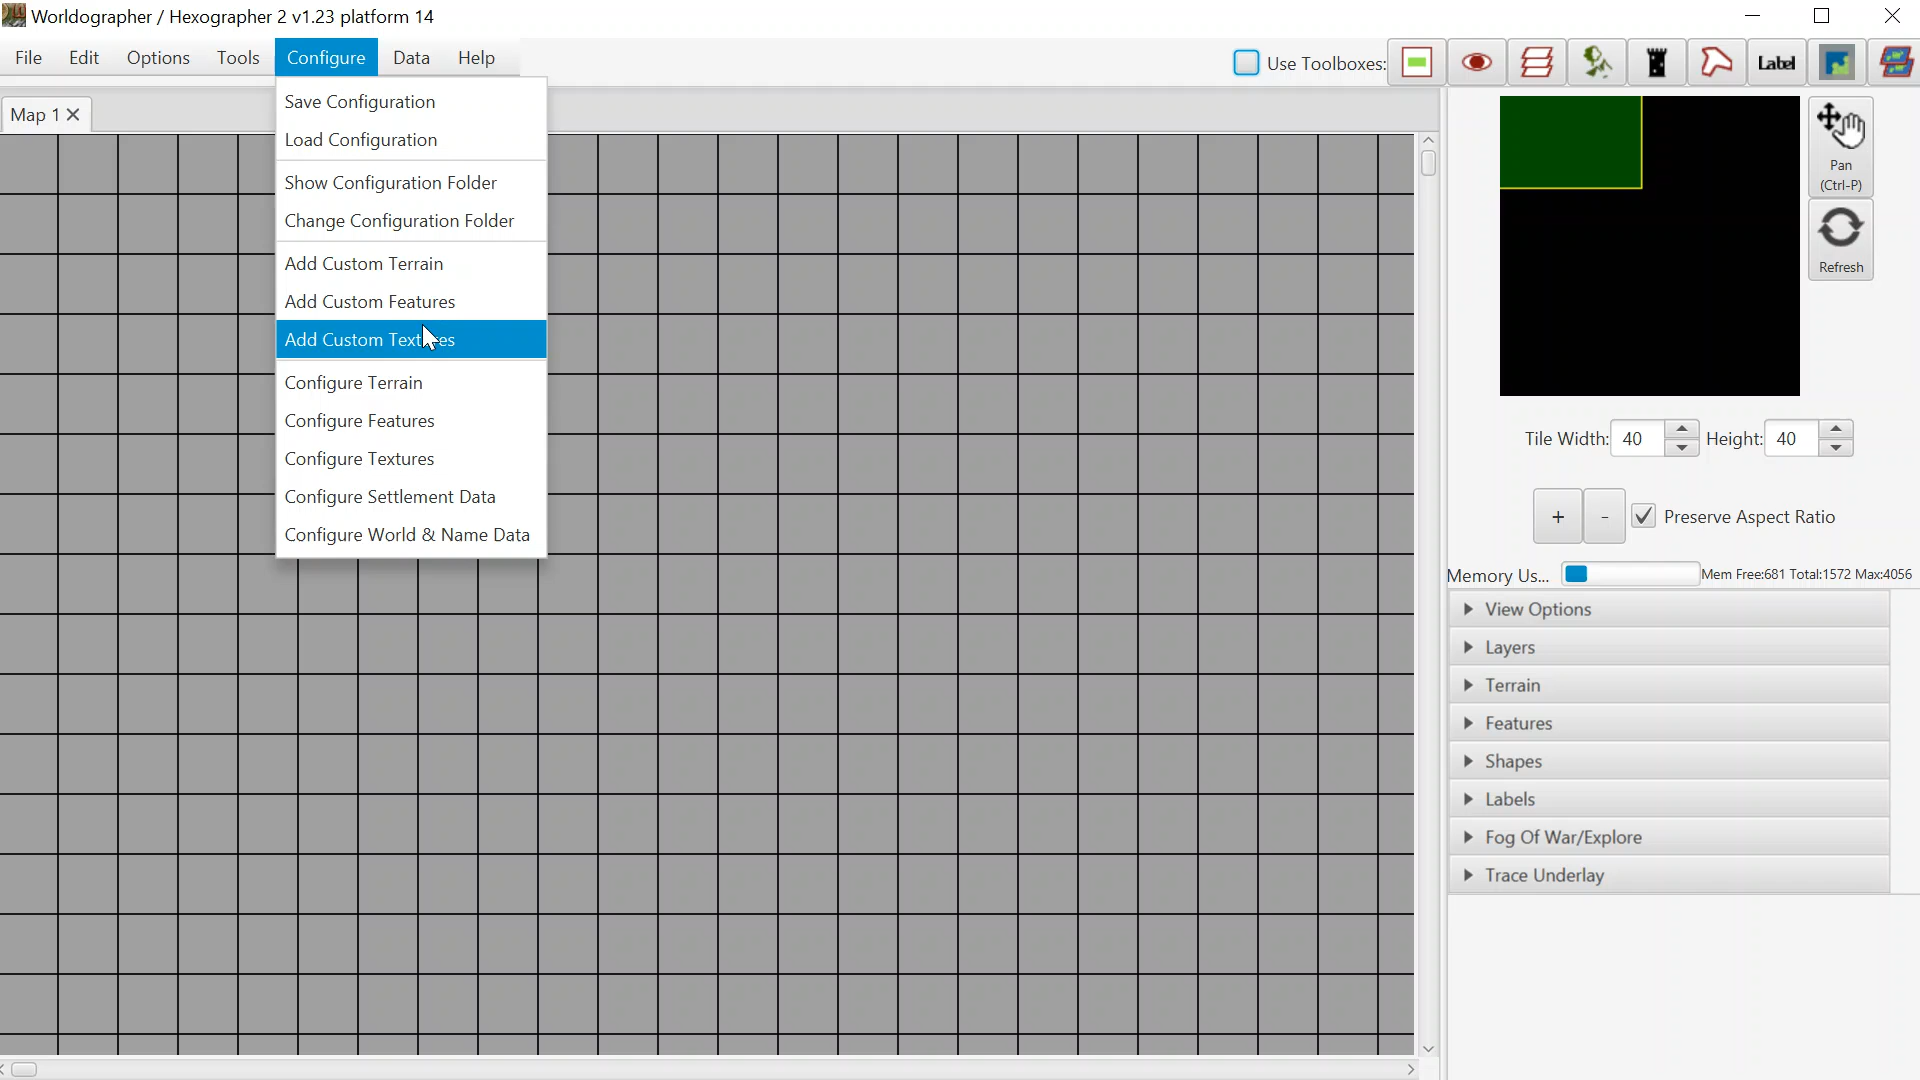 Worldographer / Hexographer 2 v1.23 platform 14
File Edit Options Tools Configure Data Help
Use Toolboxes:
Label
Map 1
Save Configuration
Load Configuration
Show Configuration Folder
Change Configuration Folder
Add Custom Terrain
Add Custom Features
Add Custom Textures
Configure Terrain
Configure Features
Configure Textures
Configure Settlement Data
Configure World & Name Data
Pan
(Ctrl-P)
Refresh
Tile Width: 40 Height: 40
+ - Preserve Aspect Ratio
Memory Us... Mem Free:681 Total:1572 Max:4056
View Options
Layers
Terrain
Features
Shapes
Labels
Fog Of War/Explore
Trace Underlay